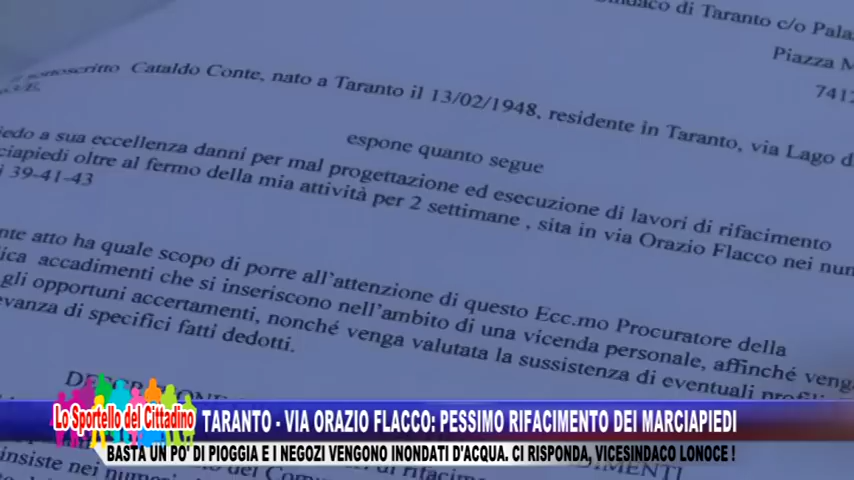 Sindaco di Taranto c/o Pala
Piazza M
7412
sottoscritto Cataldo Conte, nato a Taranto il 13/02/1948, residente in Taranto, via Lago d
espone quanto segue
iedo a sua eccellenza danni per mal progettazione ed esecuzione di lavori di rifacimento
ciapiedi oltre al fermo della mia attività per 2 settimane , sita in via Orazio Flacco nei num
i 39-41-43
nte atto ha quale scopo di porre all'attenzione di questo Ecc.mo Procuratore della
lica accadimenti che si inseriscono nell'ambito di una vicenda personale, affinché veng
gli opportuni accertamenti, nonché venga valutata la sussistenza di eventuali profili
evanza di specifici fatti dedotti.
Lo Sportello del Cittadino
TARANTO - VIA ORAZIO FLACCO: PESSIMO RIFACIMENTO DEI MARCIAPIEDI
BASTA UN PO' DI PIOGGIA E I NEGOZI VENGONO INONDATI D'ACQUA. CI RISPONDA, VICESINDACO LONOCE !
insiste nei